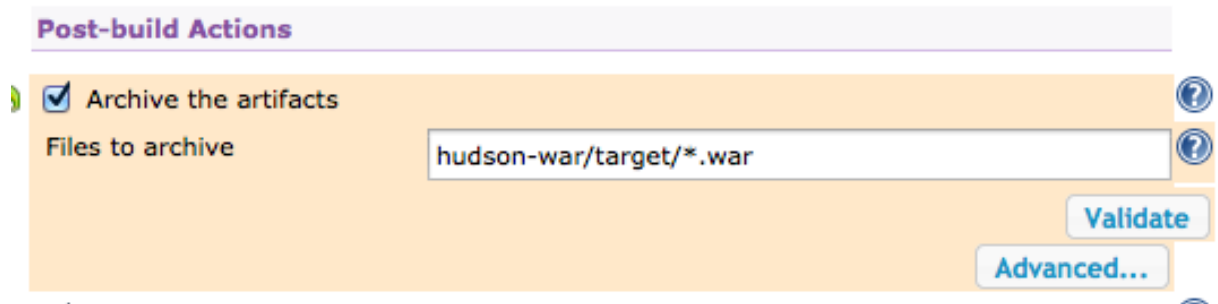 Post-build Actions
Archive the artifacts
?
Files to archive
hudson-war/target/*.war
?
Validate
Advanced...